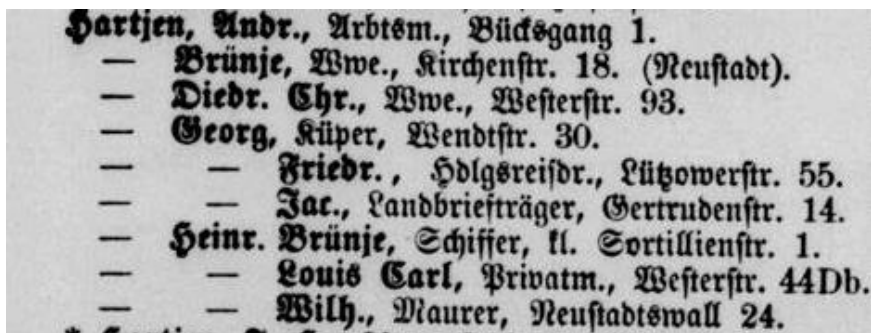 Hartjen, Andr., Arbtsm., Bücksgang 1.
— Brünje, Wwe., Kirchenstr. 18. (Neustadt).
— Diedr. Chr., Wwe., Westerstr. 93.
— Georg, Küper, Wendtstr. 30.
— — Friedr., Hdlgsreisdr., Lützowerstr. 55.
— — Jac., Landbriefträger, Gertrudenstr. 14.
— Heinr. Brünje, Schiffer, kl. Sortillienstr. 1.
— — Louis Carl, Privatm., Westerstr. 44Db.
— — Wilh., Maurer, Neustadtswall 24.